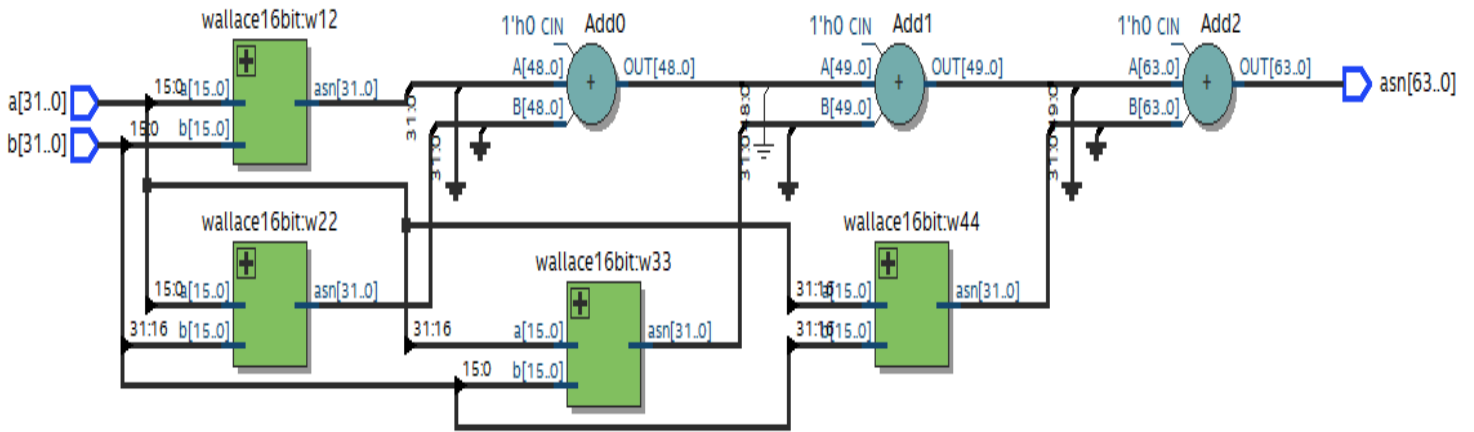 wallace16bit:w12
1'h0 CIN Add0
1'h0 CIN Add1
1'h0 CIN Add2
A[48..0] OUT[48..0]
A[49..0] OUT[49..0]
A[63..0] OUT[63..0]
asn[63..0]
15:0 a[15..0] asn[31..0]
a[31..0]
B[48..0]
B[49..0]
B[63..0]
31:0
15:0 b[15..0]
b[31..0]
31:0
31:0
31:0
wallace16bit:w22
wallace16bit:w44
wallace16bit:w33
15:0 a[15..0] asn[31..0]
31:16 a[15..0] asn[31..0]
31:16 b[15..0]
31:16 a[15..0] asn[31..0]
31:16 b[15..0]
15:0 b[15..0]